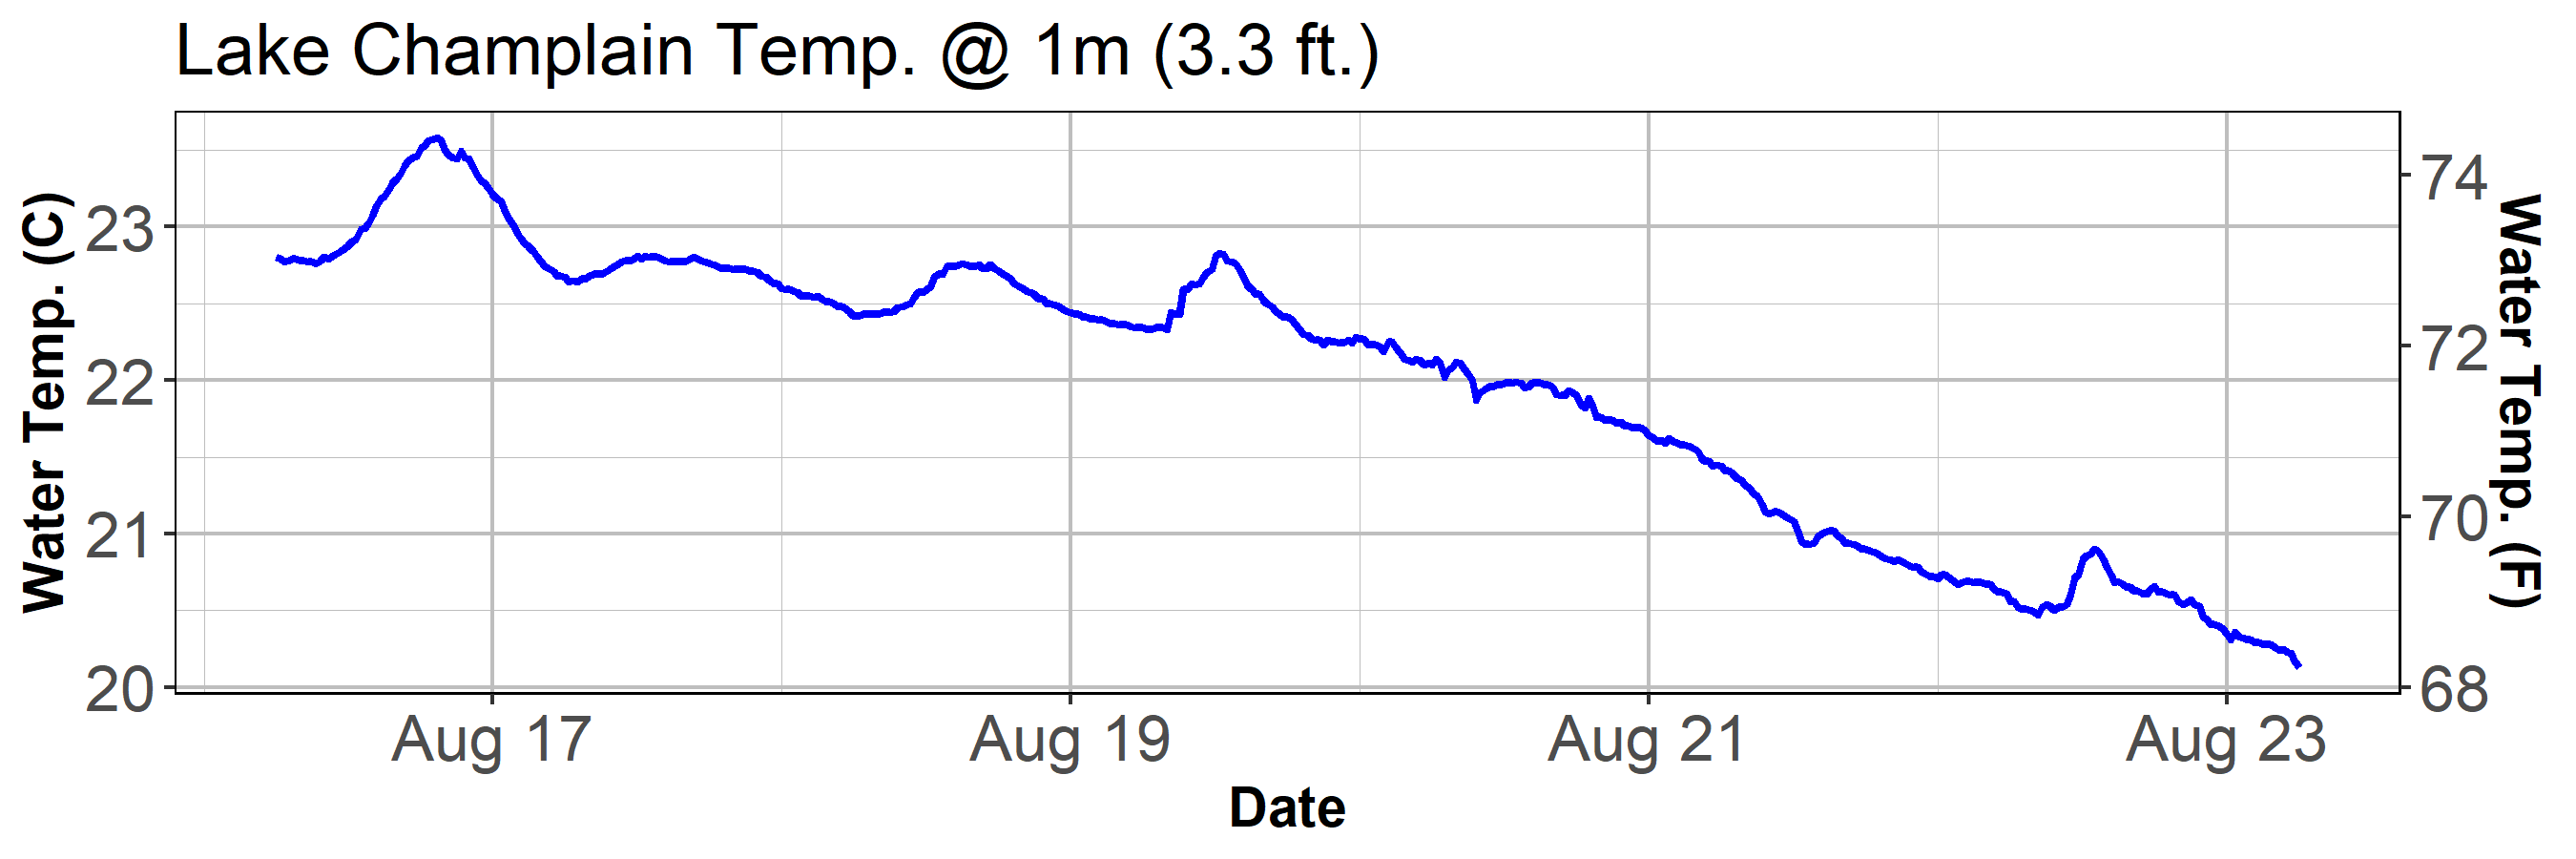 Lake Champlain Temp. @ 1m (3.3 ft.)
Water Temp. (C)
23
22
21
20
74
72
70
68
Water Temp. (F)
Aug 17
Aug 19
Aug 21
Aug 23
Date